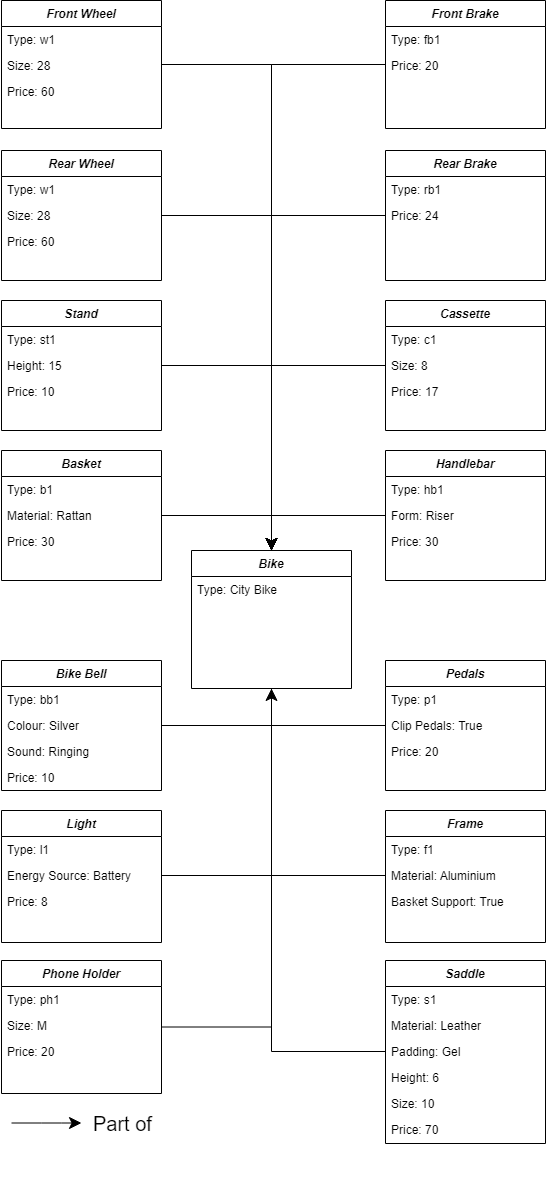 Front Wheel
Type: w1
Size: 28
Price: 60
Front Brake
Type: fb1
Price: 20
Rear Wheel
Type: w1
Size: 28
Price: 60
Rear Brake
Type: rb1
Price: 24
Stand
Type: st1
Height: 15
Price: 10
Cassette
Type: c1
Size: 8
Price: 17
Basket
Type: b1
Material: Rattan
Price: 30
Handlebar
Type: hb1
Form: Riser
Price: 30
Bike
Type: City Bike
Bike Bell
Type: bb1
Colour: Silver
Sound: Ringing
Price: 10
Pedals
Type: p1
Clip Pedals: True
Price: 20
Light
Type: l1
Energy Source: Battery
Price: 8
Frame
Type: f1
Material: Aluminium
Basket Support: True
Phone Holder
Type: ph1
Size: M
Price: 20
Saddle
Type: s1
Material: Leather
Padding: Gel
Height: 6
Size: 10
Price: 70
Part of